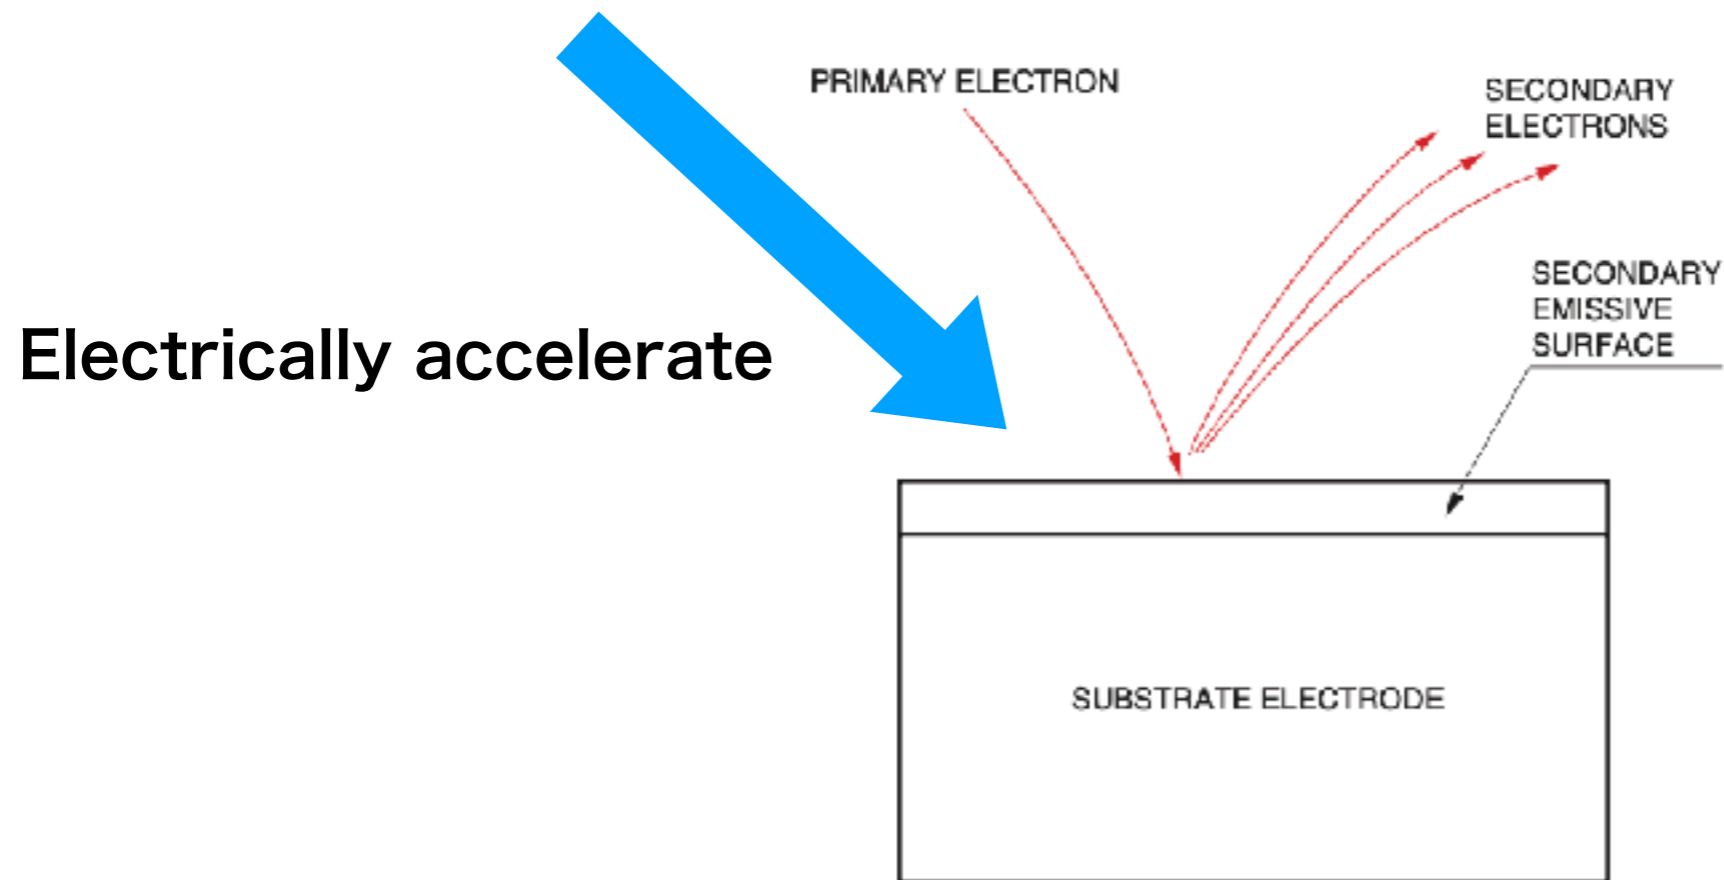 PRIMARY ELECTRON
SECONDARY
ELECTRONS
SECONDARY
EMISSIVE
SURFACE
Electrically accelerate
SUBSTRATE ELECTRODE